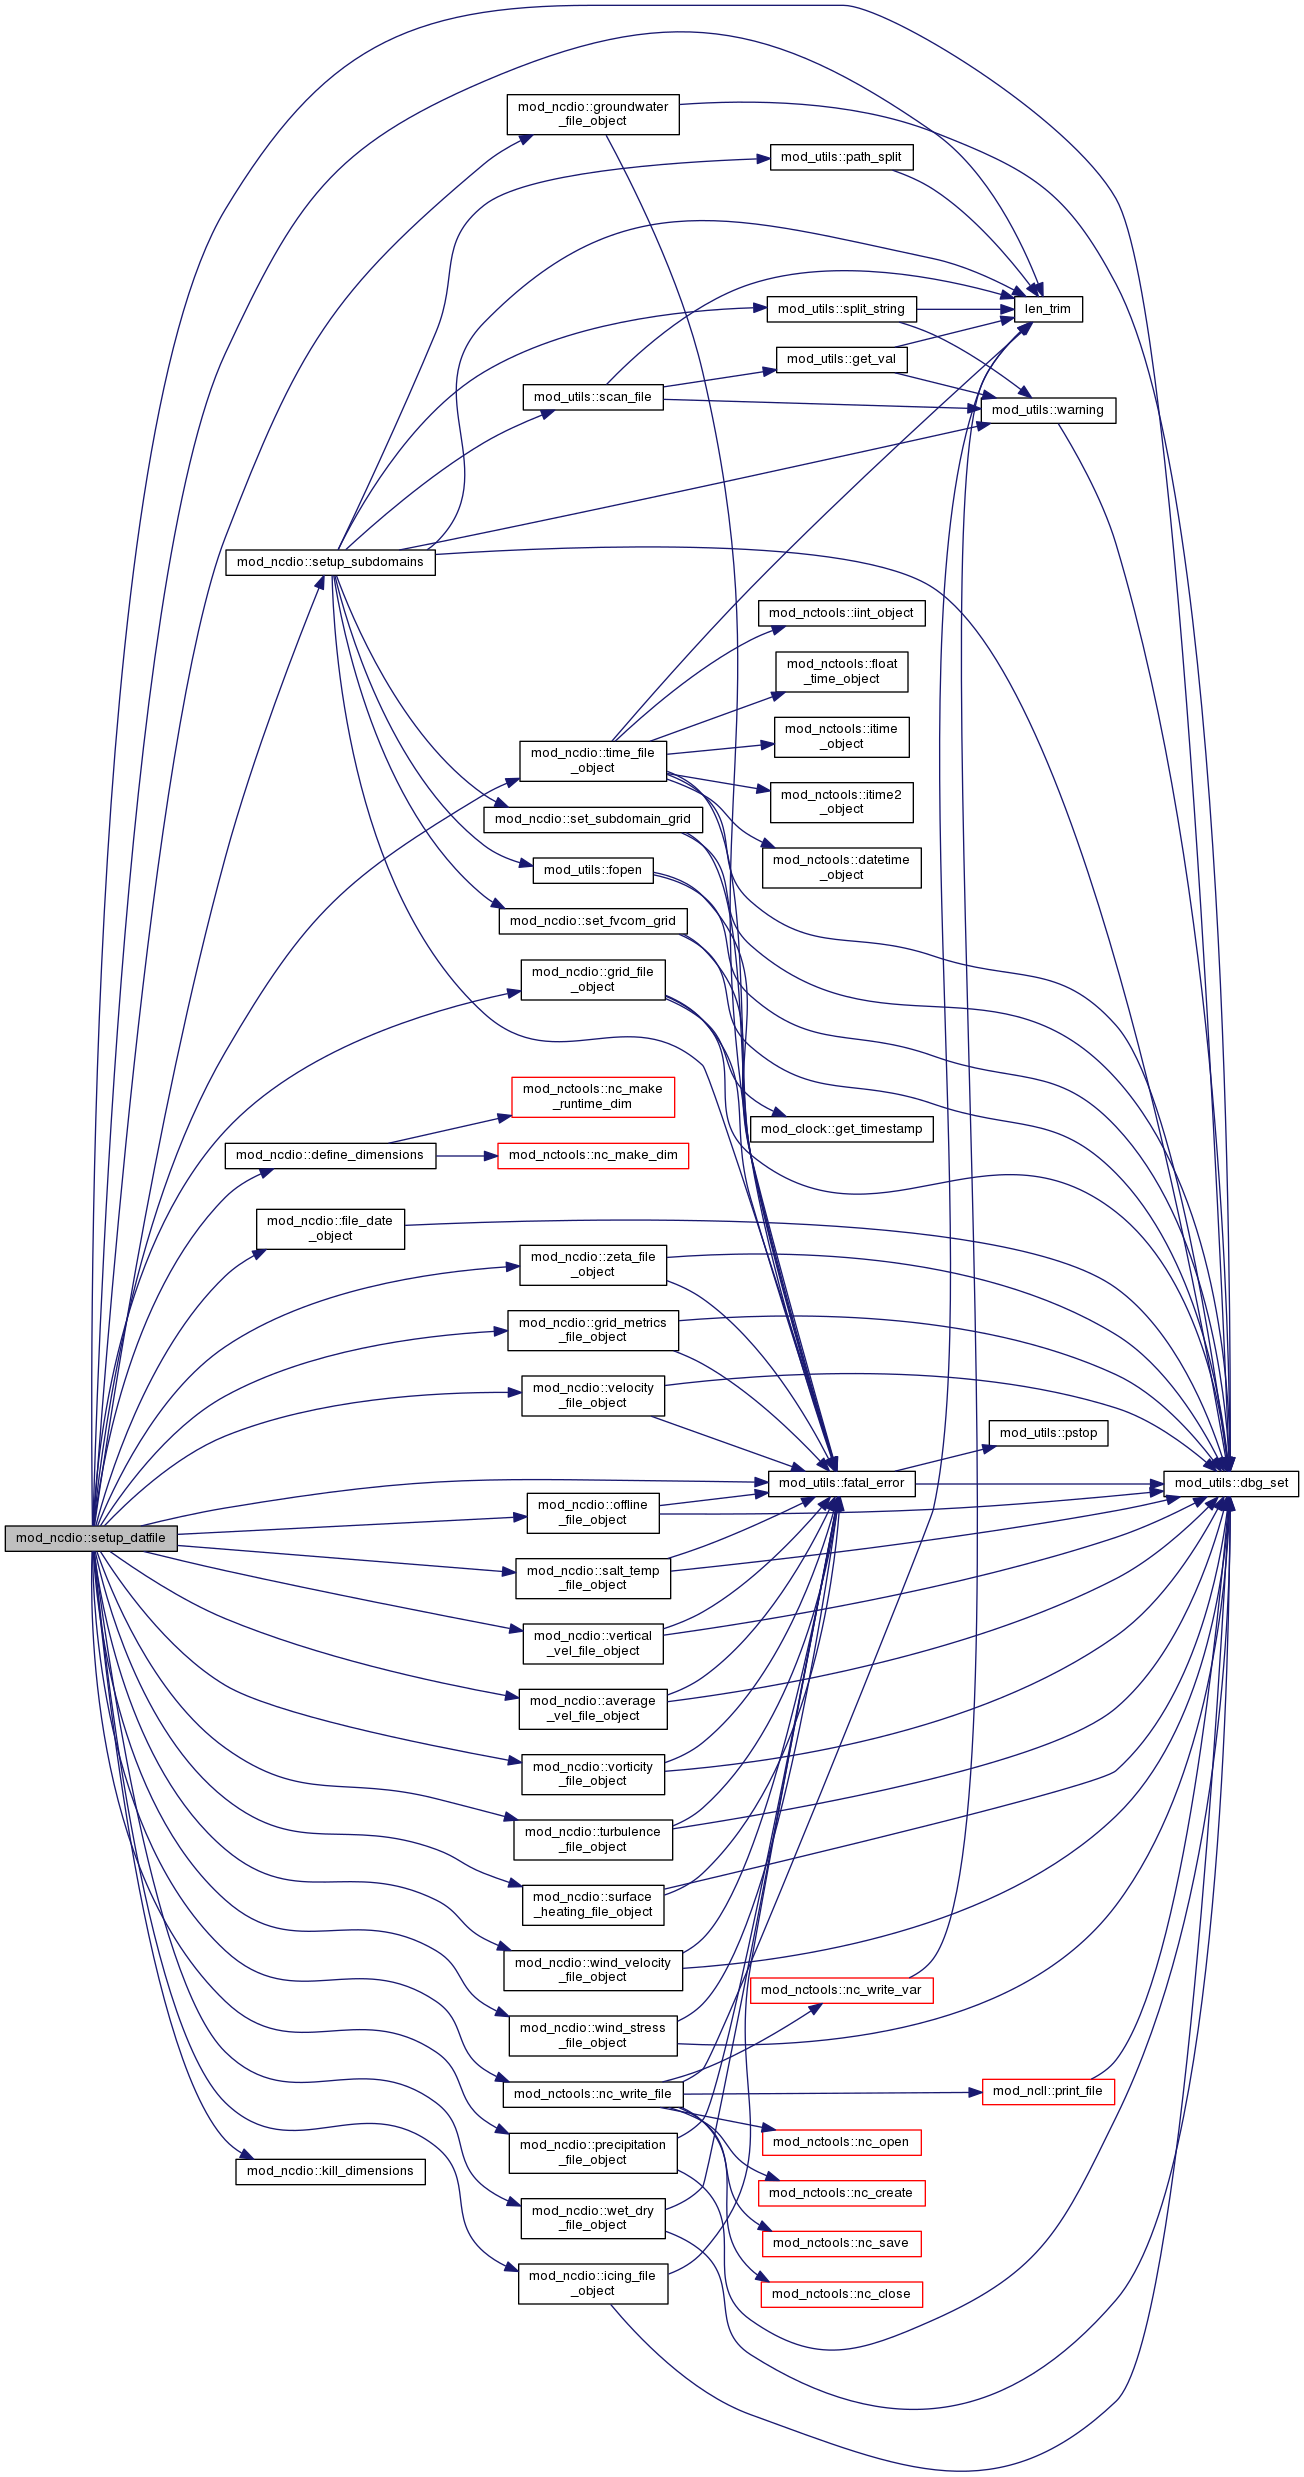 mod_ncdio::groundwater
_file_object
mod_utils::path_split
mod_utils::split_string
len_trim
mod_utils::get_val
mod_utils::scan_file
mod_utils::warning
mod_ncdio::setup_subdomains
mod_nctools::iint_object
mod_nctools::float
_time_object
mod_nctools::itime
_object
mod_ncdio::time_file
_object
mod_nctools::itime2
_object
mod_ncdio::set_subdomain_grid
mod_nctools::datetime
_object
mod_utils::fopen
mod_ncdio::set_fvcom_grid
mod_ncdio::grid_file
_object
mod_nctools::nc_make
_runtime_dim
mod_clock::get_timestamp
mod_ncdio::define_dimensions
mod_nctools::nc_make_dim
mod_ncdio::file_date
_object
mod_ncdio::zeta_file
_object
mod_ncdio::grid_metrics
_file_object
mod_ncdio::velocity
_file_object
mod_utils::pstop
mod_utils::fatal_error
mod_utils::dbg_set
mod_ncdio::offline
_file_object
mod_ncdio::setup_datfile
mod_ncdio::salt_temp
_file_object
mod_ncdio::vertical
_vel_file_object
mod_ncdio::average
_vel_file_object
mod_ncdio::vorticity
_file_object
mod_ncdio::turbulence
_file_object
mod_ncdio::surface
_heating_file_object
mod_ncdio::wind_velocity
_file_object
mod_nctools::nc_write_var
mod_ncdio::wind_stress
_file_object
mod_nctools::nc_write_file
mod_ncll::print_file
mod_ncdio::precipitation
_file_object
mod_nctools::nc_open
mod_ncdio::kill_dimensions
mod_nctools::nc_create
mod_ncdio::wet_dry
_file_object
mod_nctools::nc_save
mod_ncdio::icing_file
_object
mod_nctools::nc_close